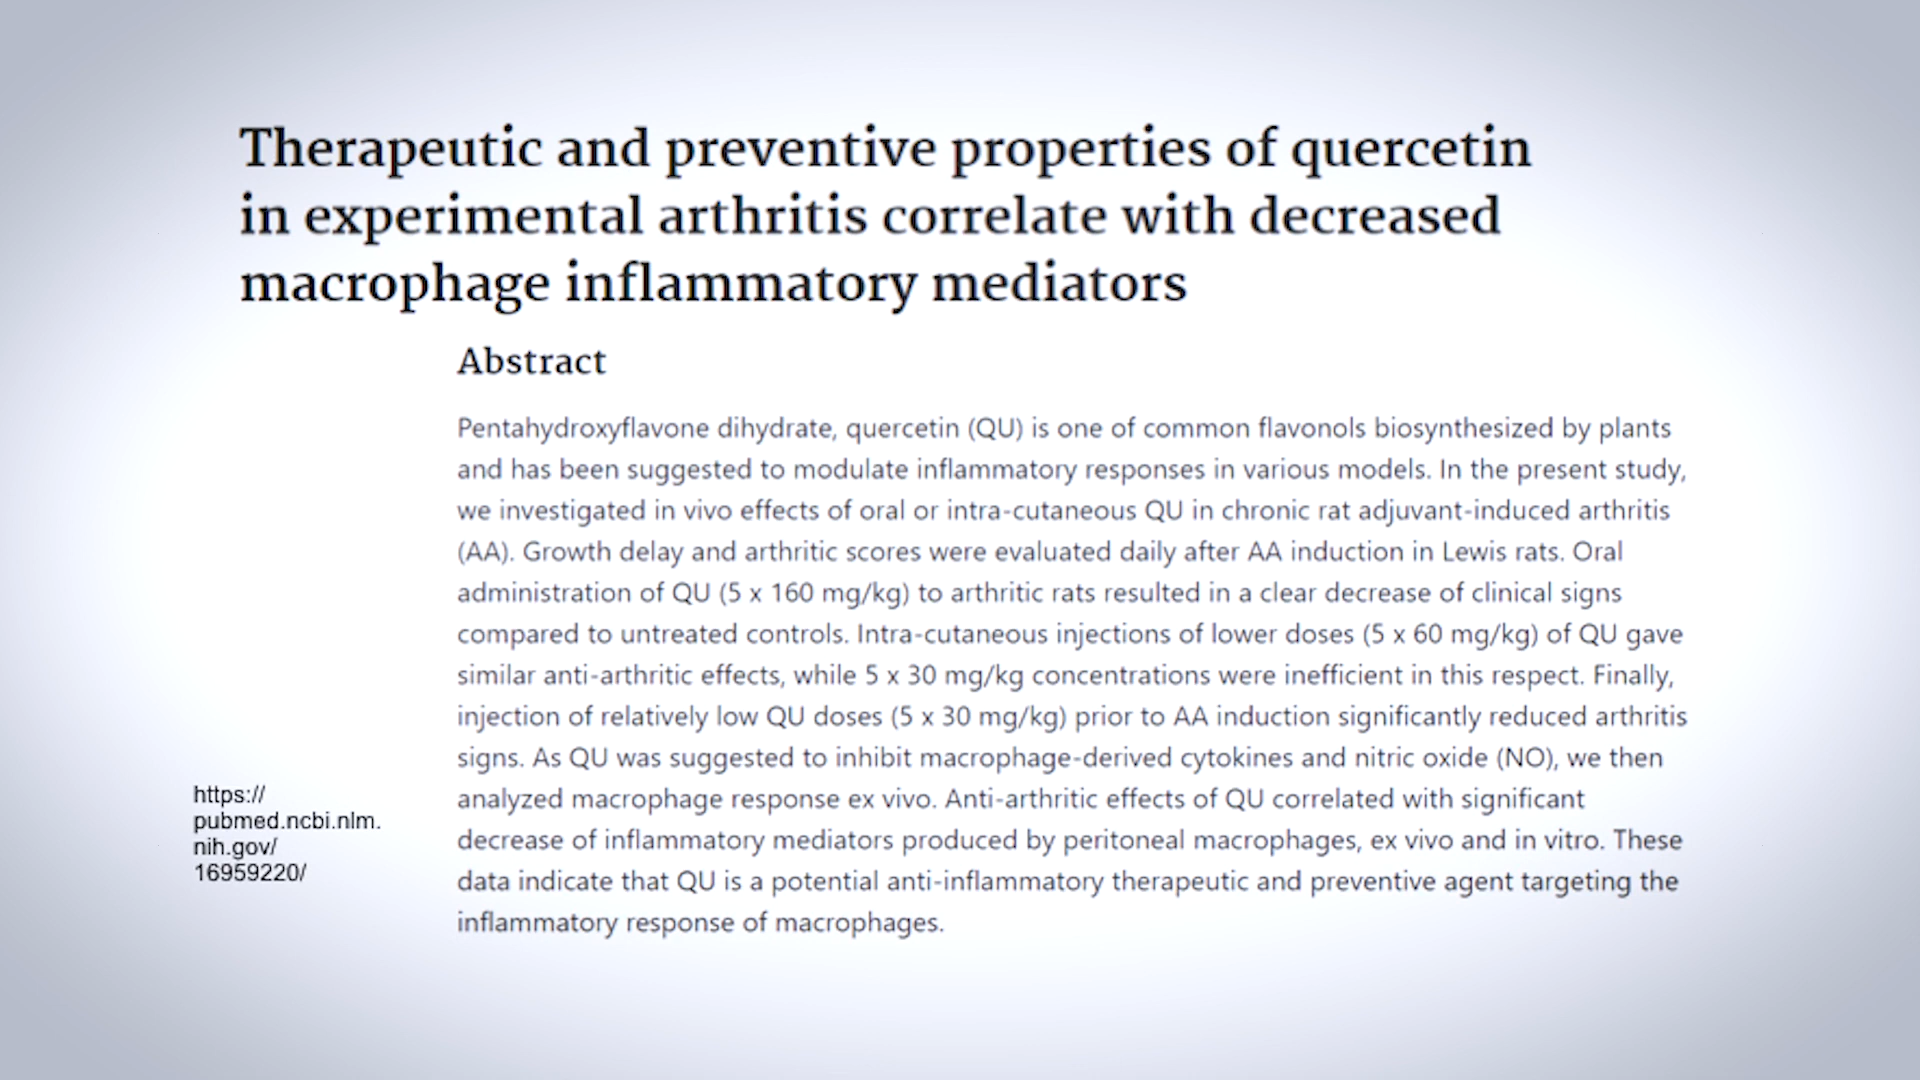 Therapeutic and preventive properties of quercetin
in experimental arthritis correlate with decreased
macrophage inflammatory mediators
Abstract
Pentahydroxyflavone dihydrate, quercetin (QU) is one of common flavonols biosynthesized by plants
and has been suggested to modulate inflammatory responses in various models. In the present study,
we investigated in vivo effects of oral or intra-cutaneous QU in chronic rat adjuvant-induced arthritis
(AA). Growth delay and arthritic scores were evaluated daily after AA induction in Lewis rats. Oral
administration of QU (5 x 160 mg/kg) to arthritic rats resulted in a clear decrease of clinical signs
compared to untreated controls. Intra-cutaneous injections of lower doses (5 x 60 mg/kg) of QU gave
similar anti-arthritic effects, while 5 x 30 mg/kg concentrations were inefficient in this respect. Finally,
injection of relatively low QU doses (5 x 30 mg/kg) prior to AA induction significantly reduced arthritis
signs. As QU was suggested to inhibit macrophage-derived cytokines and nitric oxide (NO), we then
analyzed macrophage response ex vivo. Anti-arthritic effects of QU correlated with significant
decrease of inflammatory mediators produced by peritoneal macrophages, ex vivo and in vitro. These
data indicate that QU is a potential anti-inflammatory therapeutic and preventive agent targeting the
inflammatory response of macrophages.
https://
pubmed.ncbi.nlm.
nih.gov/
16959220/